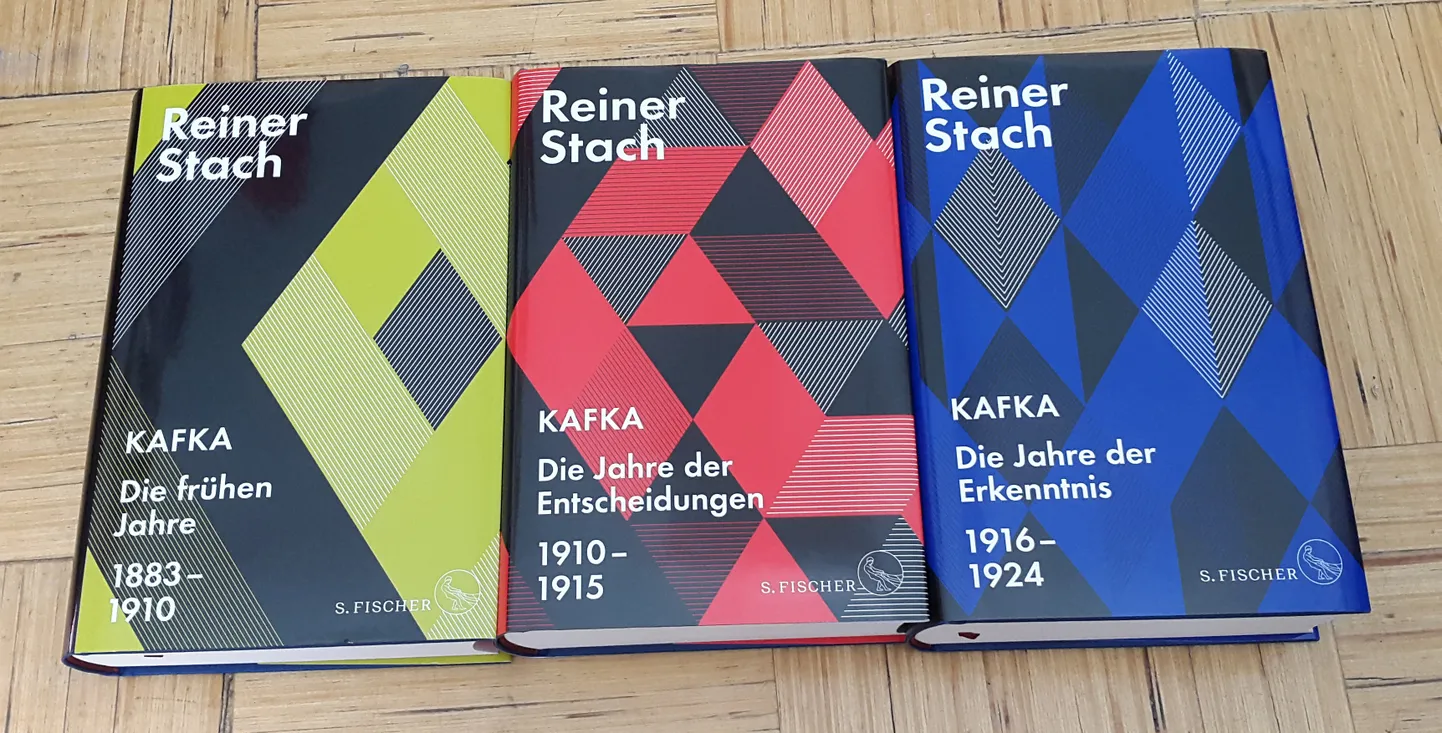 Reiner
Stach
KAFKA
Die frühen
Jahre
1883–
1910
S. FISCHER
Reiner
Stach
KAFKA
Die Jahre der
Entscheidungen
1910–
1915
S. FISCHER
Reiner
Stach
KAFKA
Die Jahre der
Erkenntnis
1916–
1924
S. FISCHER